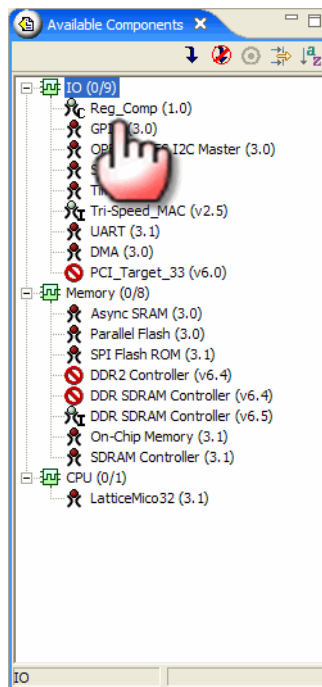 Available Components
a
z
IO (0/9)
Reg_Comp (1.0)
(3.0)
I2C Master (3.0)
Tri-Speed_MAC (v2.5)
UART (3.1)
DMA (3.0)
PCI_Target_33 (v6.0)
Memory (0/8)
Async SRAM (3.0)
Parallel Flash (3.0)
SPI Flash ROM (3.1)
DDR2 Controller (v6.4)
DDR SDRAM Controller (v6.4)
DDR SDRAM Controller (v6.5)
On-Chip Memory (3.1)
SDRAM Controller (3.1)
CPU (0/1)
LatticeMico32 (3.1)
IO